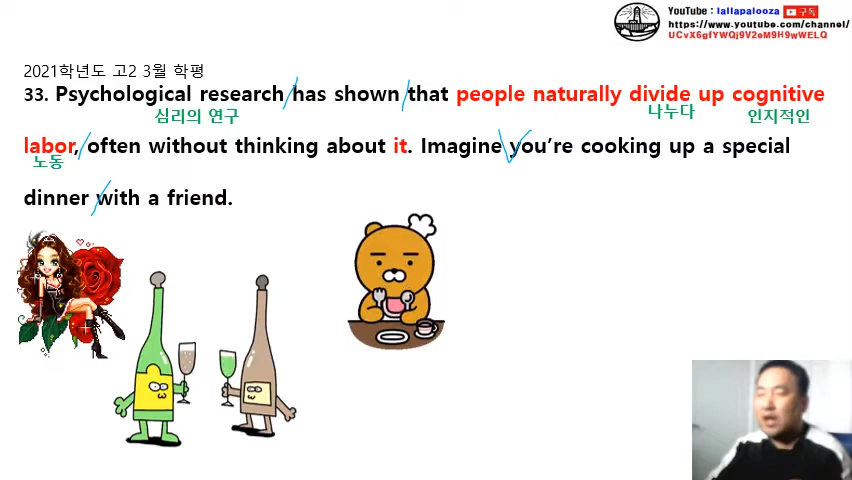 YouTube : lallapalooza 구독
https://www.youtube.com/channel/
UCvX6gfYWQj9V2eM9H9wWELQ
2021학년도 고2 3월 학평
33. Psychological research has shown that people naturally divide up cognitive
심리의 연구 나누다 인지적인
labor, often without thinking about it. Imagine you’re cooking up a special
노동
dinner with a friend.